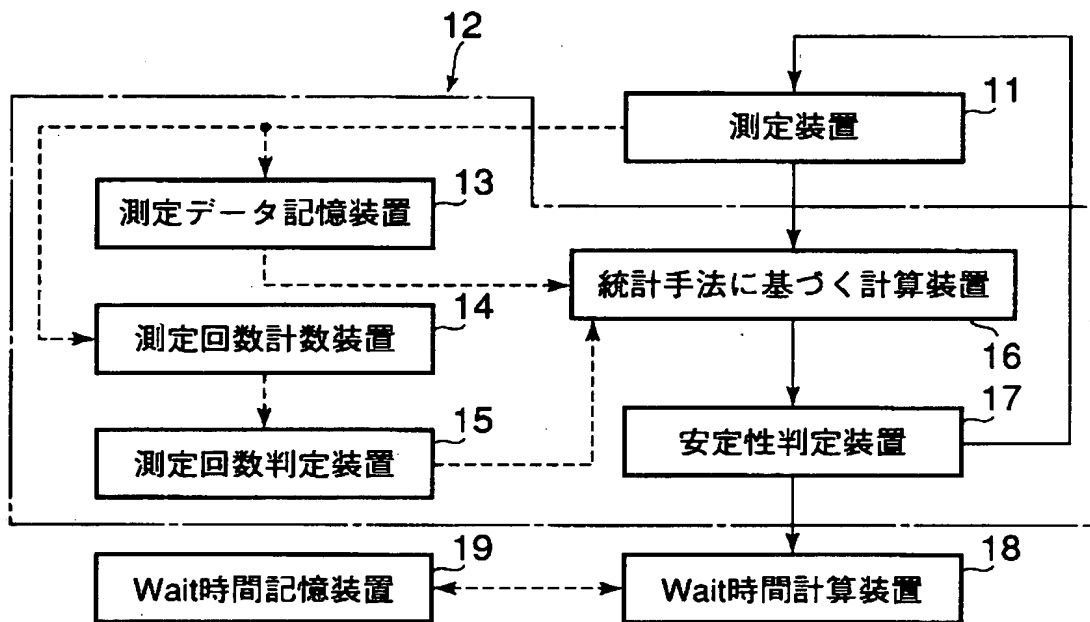 12
11
測定装置
13
測定データ記憶装置
統計手法に基づく計算装置
16
14
測定回数計数装置
17
安定性判定装置
15
測定回数判定装置
19
Wait時間記憶装置
18
Wait時間計算装置